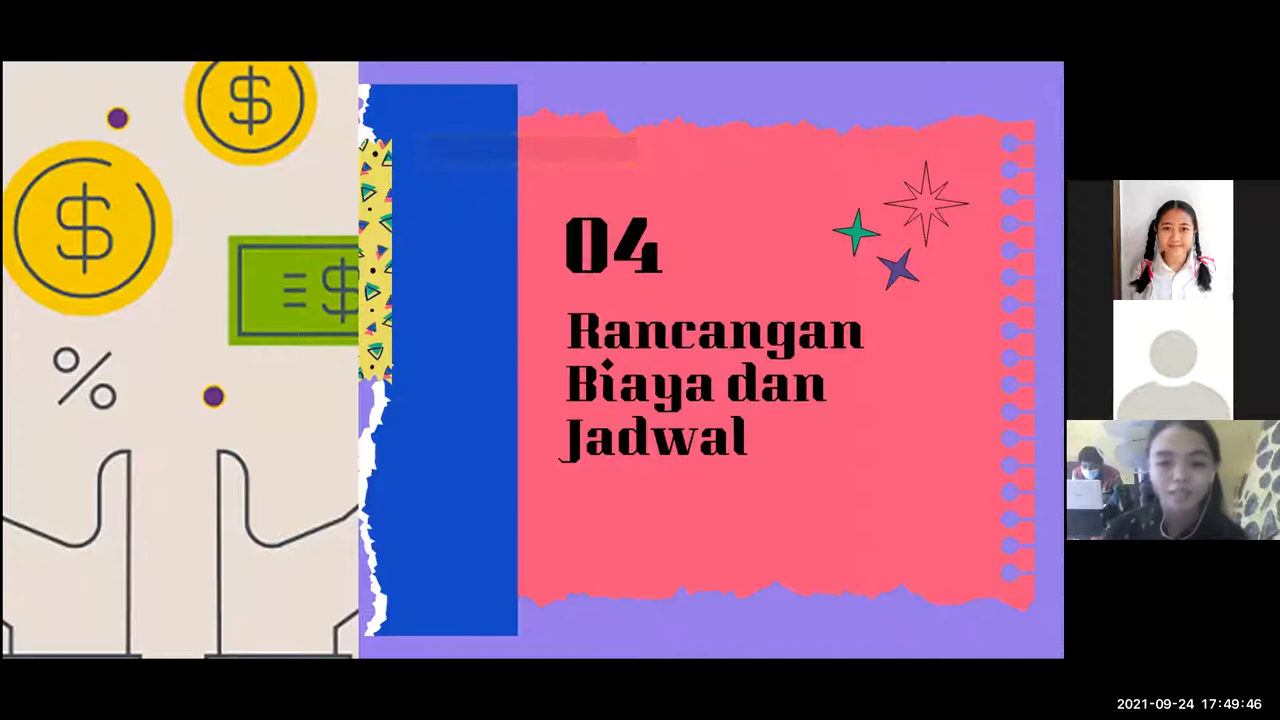 $
$
$
%
04
Rancangan
Biaya dan
Jadwal
2021-09-24 17:49:46